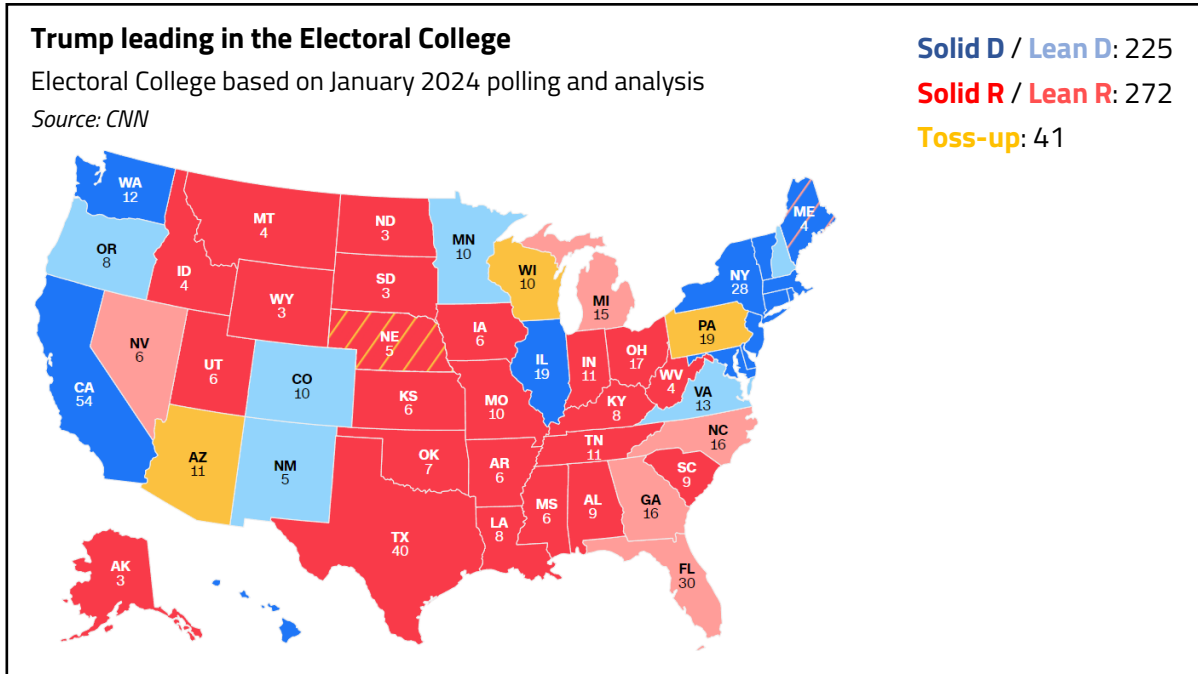 Trump leading in the Electoral College
Electoral College based on January 2024 polling and analysis
Source: CNN
Solid D / Lean D: 225
Solid R / Lean R: 272
Toss-up: 41
WA
12
OR
8
CA
54
NV
6
ID
4
MT
4
WY
3
UT
6
AZ
11
CO
10
NM
5
ND
3
SD
3
NE
5
KS
6
OK
7
TX
40
MN
10
IA
6
MO
10
AR
6
LA
8
WI
10
IL
19
MI
15
IN
11
OH
17
KY
8
TN
11
MS
6
AL
9
GA
16
FL
30
SC
9
NC
16
VA
13
WV
4
PA
19
NY
28
ME
4
AK
3